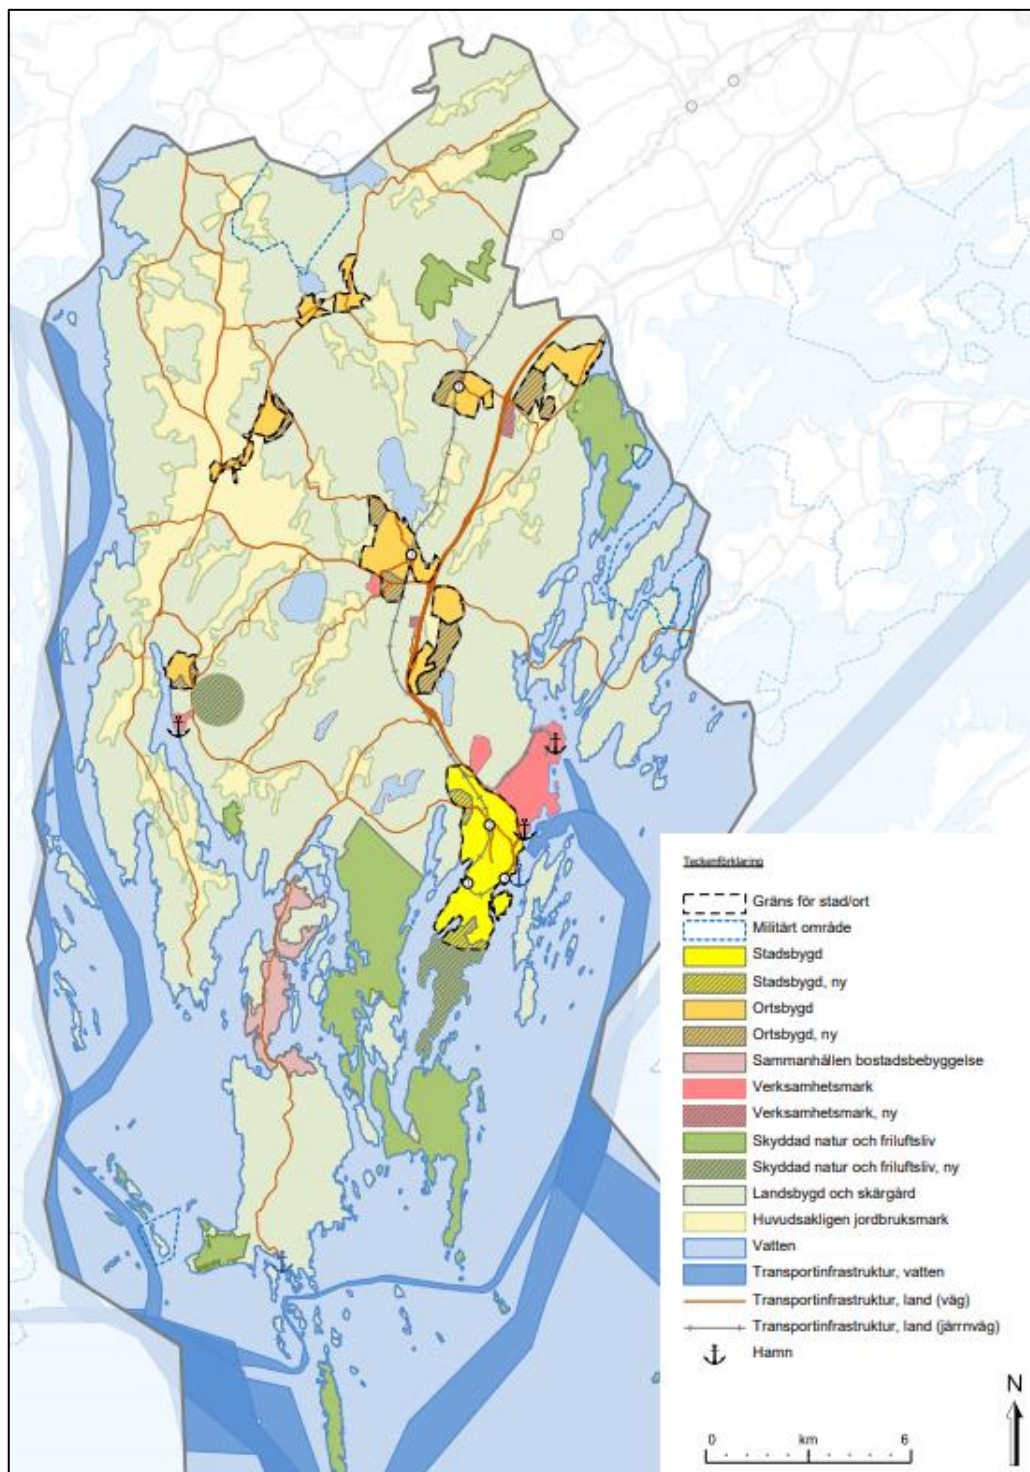 Teckenförklaring
Gräns för stad/ort
Militärt område
Stadsbygd
Stadsbygd, ny
Ortsbygd
Ortsbygd, ny
Sammanhållen bostadsbebyggelse
Verksamhetsmark
Verksamhetsmark, ny
Skyddad natur och friluftsliv
Skyddad natur och friluftsliv, ny
Landsbygd och skärgård
Huvudsakligen jordbruksmark
Vatten
Transportinfrastruktur, vatten
Transportinfrastruktur, land (väg)
Transportinfrastruktur, land (järrnväg)
Hamn
N
0 km 6